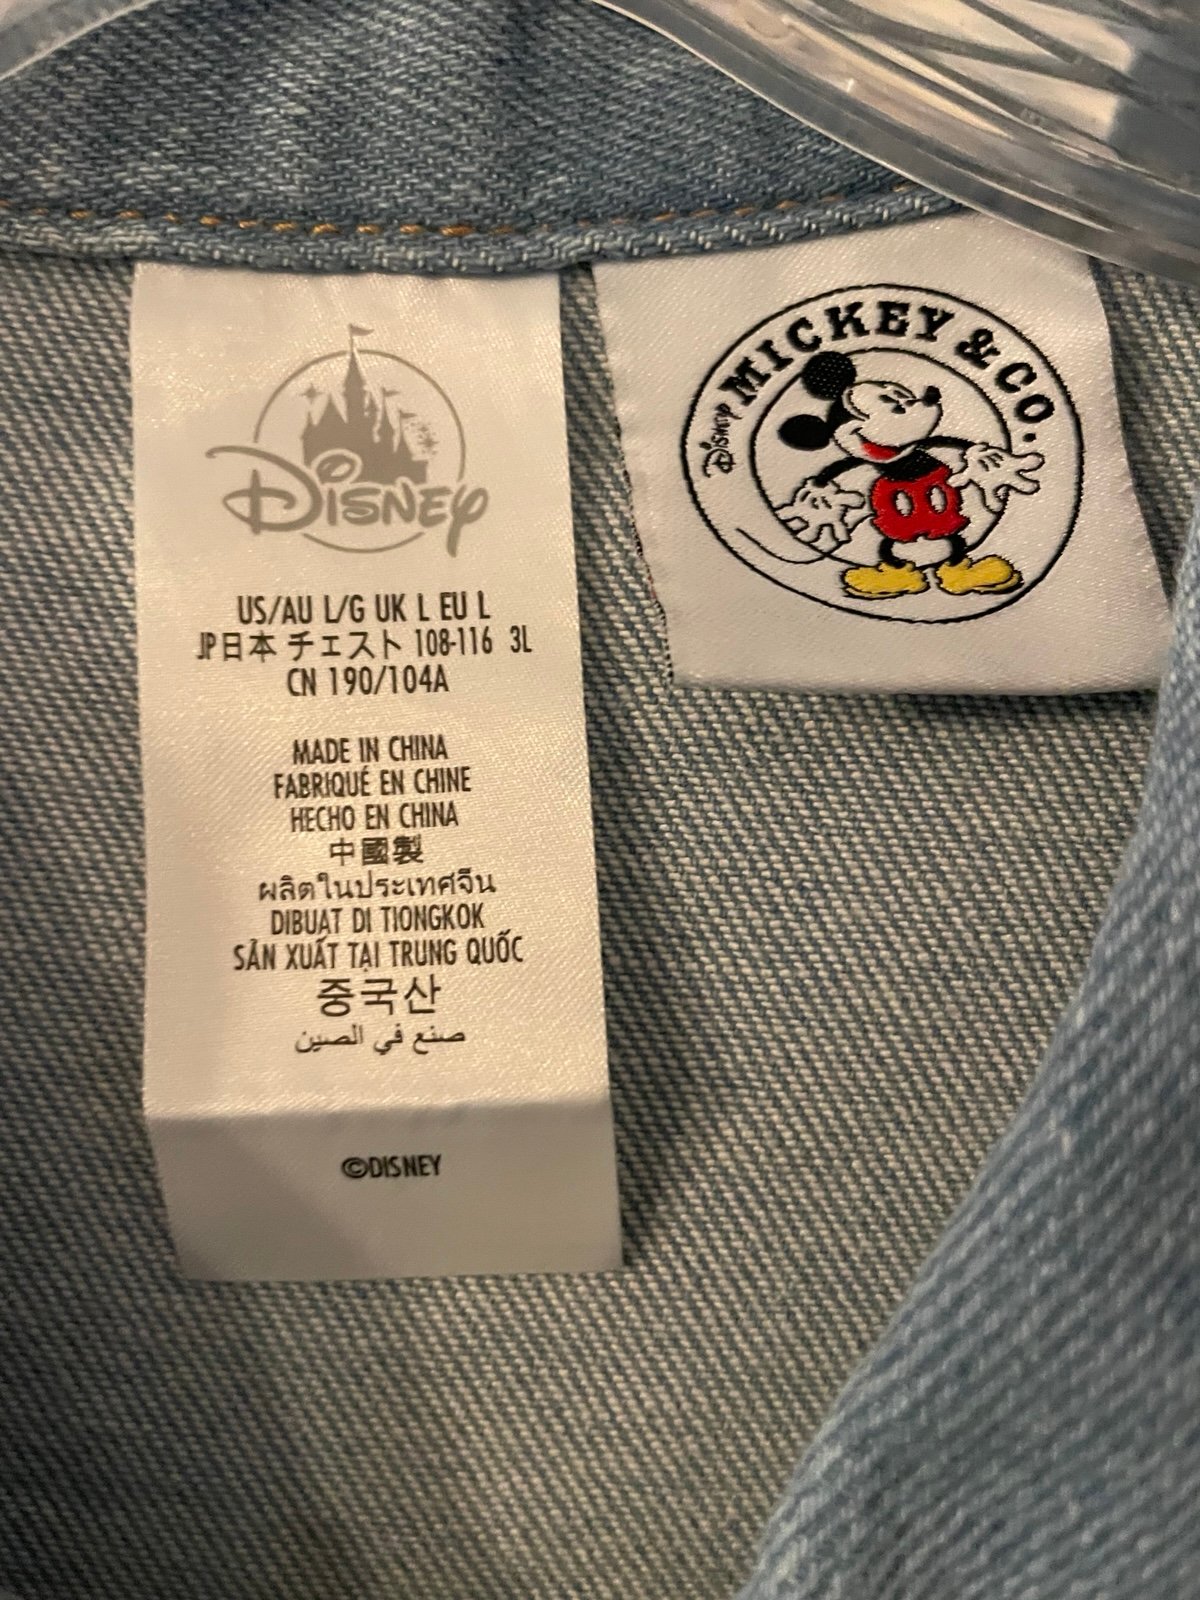 DISNEY
US/AU L/G UK L EU L
JP日本 チェスト 108-116 3L
CN 190/104A
MADE IN CHINA
FABRIQUÉ EN CHINE
HECHO EN CHINA
中國製
ผลิตในประเทศจีน
DIBUAT DI TIONGKOK
SẢN XUẤT TẠI TRUNG QUỐC
중국산
صنع في الصين
©DISNEY
DISNEY MICKEY & CO.